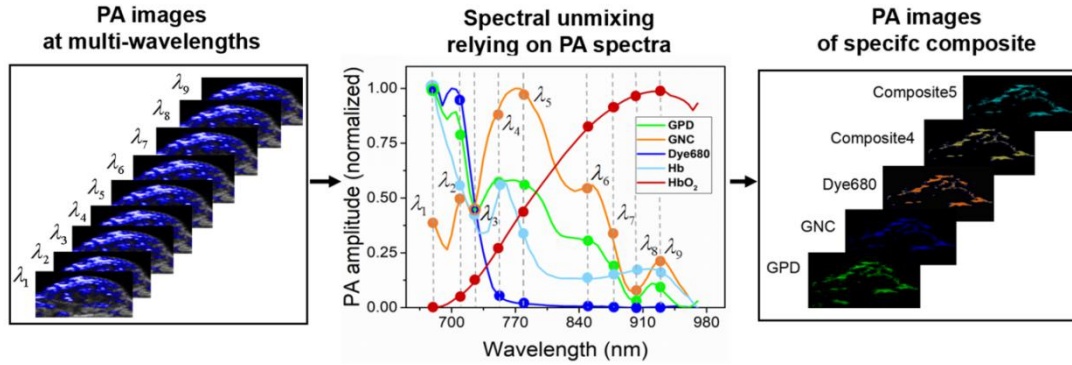 PA images
at multi-wavelengths
λ9
λ8
λ7
λ6
λ5
λ4
λ3
λ2
λ1
Spectral unmixing
relying on PA spectra
PA amplitude (normalized)
1.00
0.75
0.50
0.25
0.00
λ1
λ2
λ3
λ4
λ5
λ6
λ7
λ8
λ9
GPD
GNC
Dye680
Hb
HbO2
700
770
840
910
980
Wavelength (nm)
PA images
of specifc composite
Composite5
Composite4
Dye680
GNC
GPD